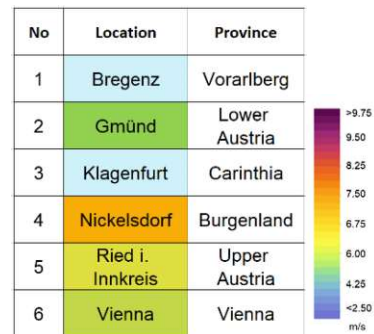 No Location Province
1 Bregenz Vorarlberg
2 Gmünd Lower
Austria
3 Klagenfurt Carinthia
4 Nickelsdorf Burgenland
5 Ried i.
Innkreis Upper
Austria
6 Vienna Vienna
>9.75
9.50
8.25
7.50
6.75
6.00
4.25
<2.50
m/s